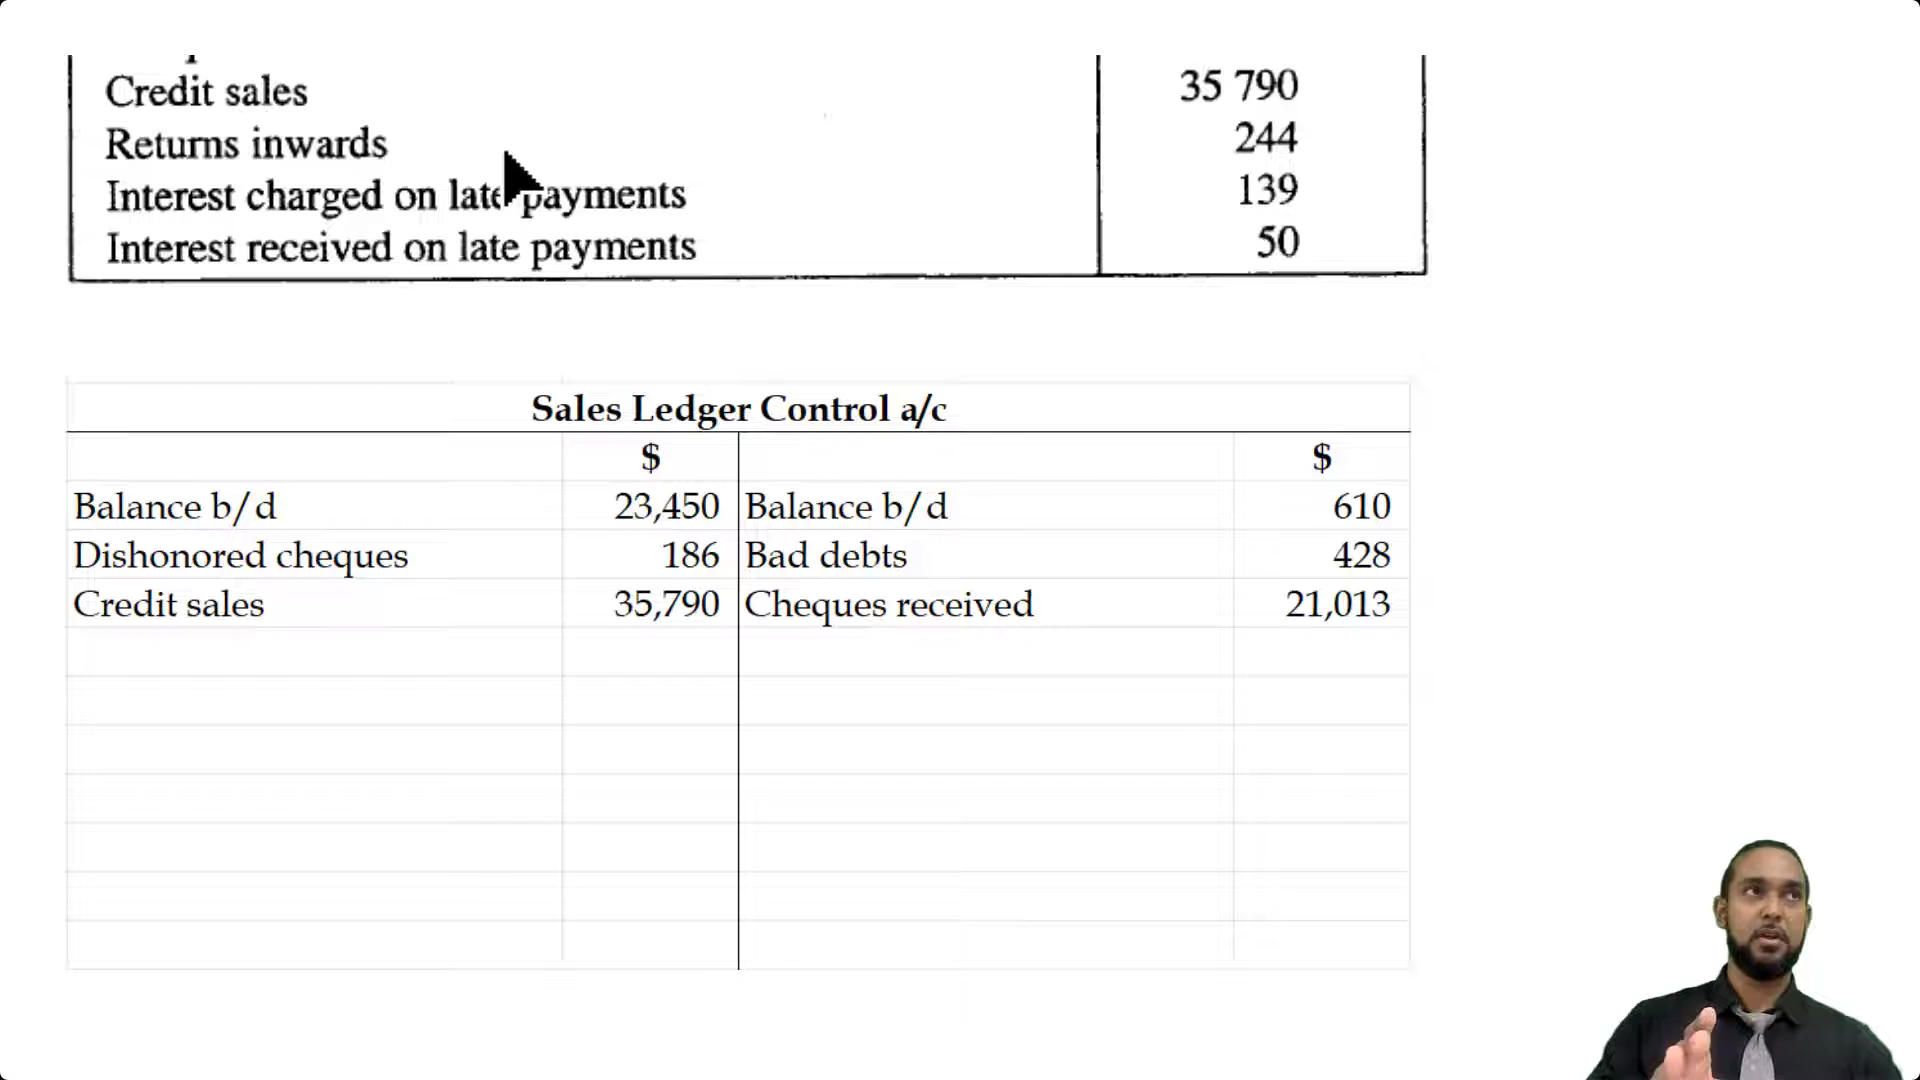 Credit sales 35 790
Returns inwards 244
Interest charged on late payments 139
Interest received on late payments 50
Sales Ledger Control a/c
$ $
Balance b/d 23,450 Balance b/d 610
Dishonored cheques 186 Bad debts 428
Credit sales 35,790 Cheques received 21,013